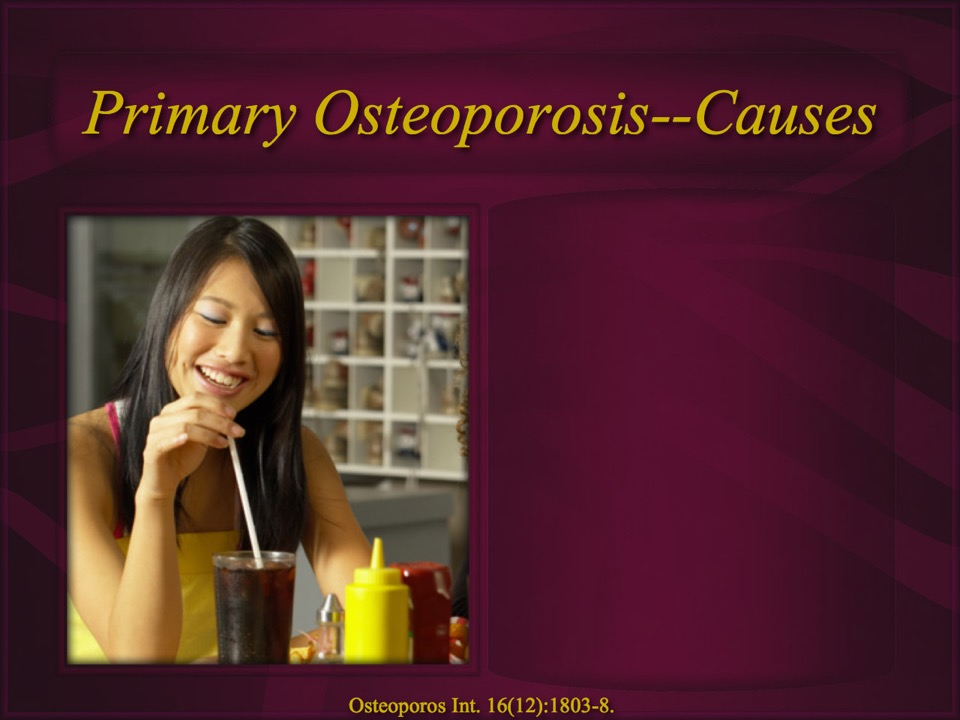 Primary Osteoporosis--Causes
Osteoporos Int. 16(12):1803-8.